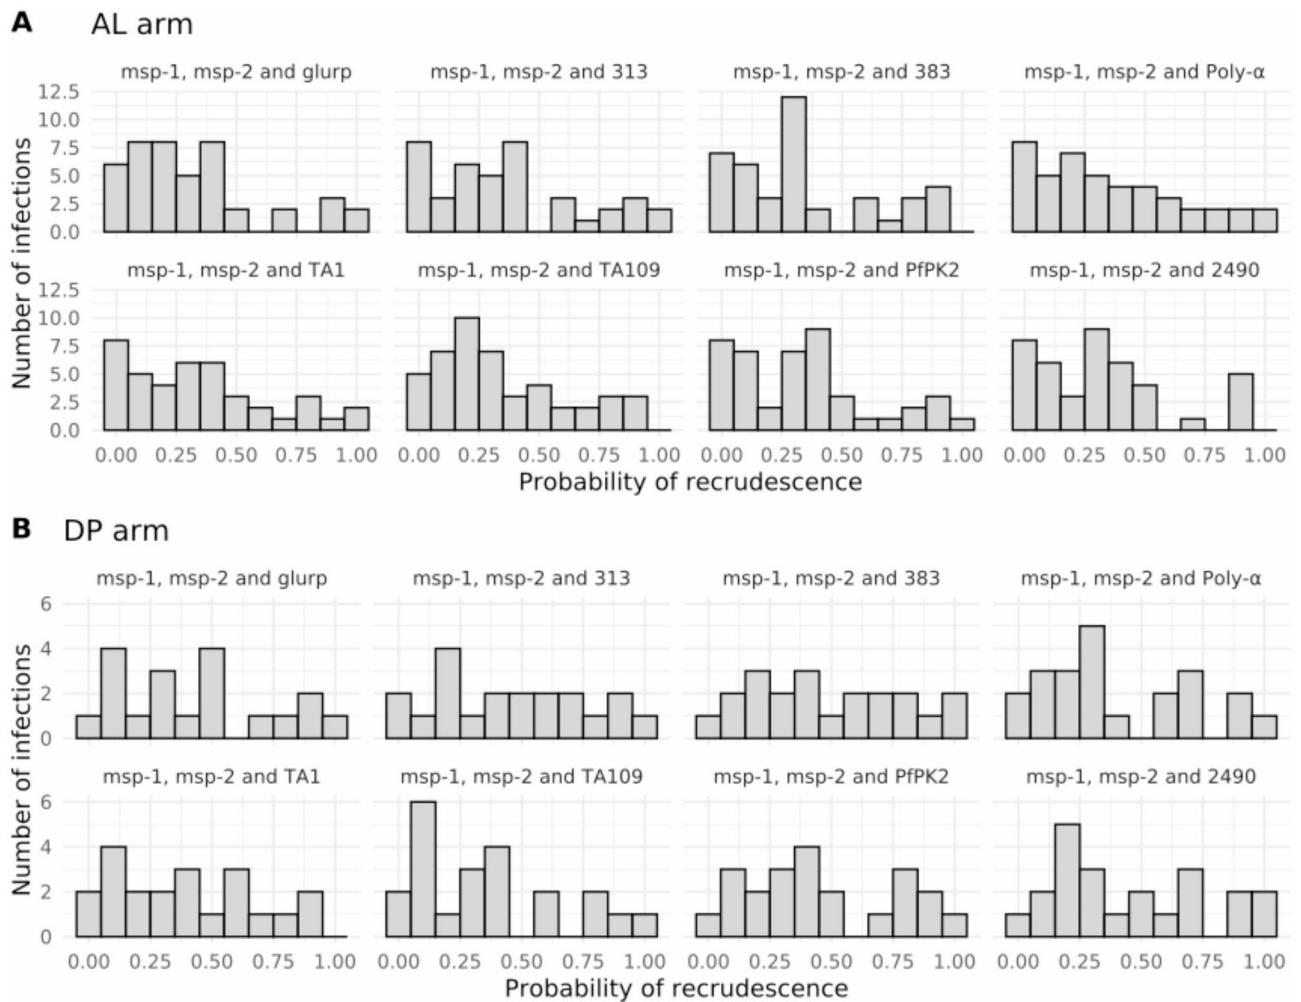 A AL arm
msp-1, msp-2 and glurp msp-1, msp-2 and 313 msp-1, msp-2 and 383 msp-1, msp-2 and Poly-α
12.5
10.0
7.5
5.0
2.5
0.0
msp-1, msp-2 and TA1 msp-1, msp-2 and TA109 msp-1, msp-2 and PfPK2 msp-1, msp-2 and 2490
12.5
10.0
7.5
5.0
2.5
0.0
Number of infections
0.00 0.25 0.50 0.75 1.00 0.00 0.25 0.50 0.75 1.00 0.00 0.25 0.50 0.75 1.00 0.00 0.25 0.50 0.75 1.00
Probability of recrudescence
B DP arm
msp-1, msp-2 and glurp msp-1, msp-2 and 313 msp-1, msp-2 and 383 msp-1, msp-2 and Poly-α
6
4
2
0
msp-1, msp-2 and TA1 msp-1, msp-2 and TA109 msp-1, msp-2 and PfPK2 msp-1, msp-2 and 2490
6
4
2
0
Number of infections
0.00 0.25 0.50 0.75 1.00 0.00 0.25 0.50 0.75 1.00 0.00 0.25 0.50 0.75 1.00 0.00 0.25 0.50 0.75 1.00
Probability of recrudescence